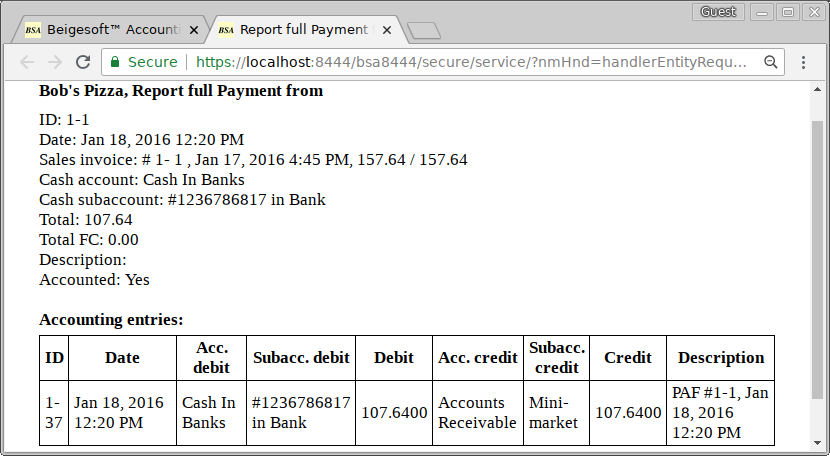 Guest
BSA Beigesoft™ Accounti
BSA Report full Payment
Secure https://localhost:8444/bsa8444/secure/service/?nmHnd=handlerEntityRequ...
Bob's Pizza, Report full Payment from
ID: 1-1
Date: Jan 18, 2016 12:20 PM
Sales invoice: # 1- 1 , Jan 17, 2016 4:45 PM, 157.64 / 157.64
Cash account: Cash In Banks
Cash subaccount: #1236786817 in Bank
Total: 107.64
Total FC: 0.00
Description:
Accounted: Yes
Accounting entries:
ID Date Acc. debit Subacc. debit Debit Acc. credit Subacc. credit Credit Description
1-37 Jan 18, 2016 12:20 PM Cash In Banks #1236786817 in Bank 107.6400 Accounts Receivable Mini-market 107.6400 PAF #1-1, Jan 18, 2016 12:20 PM